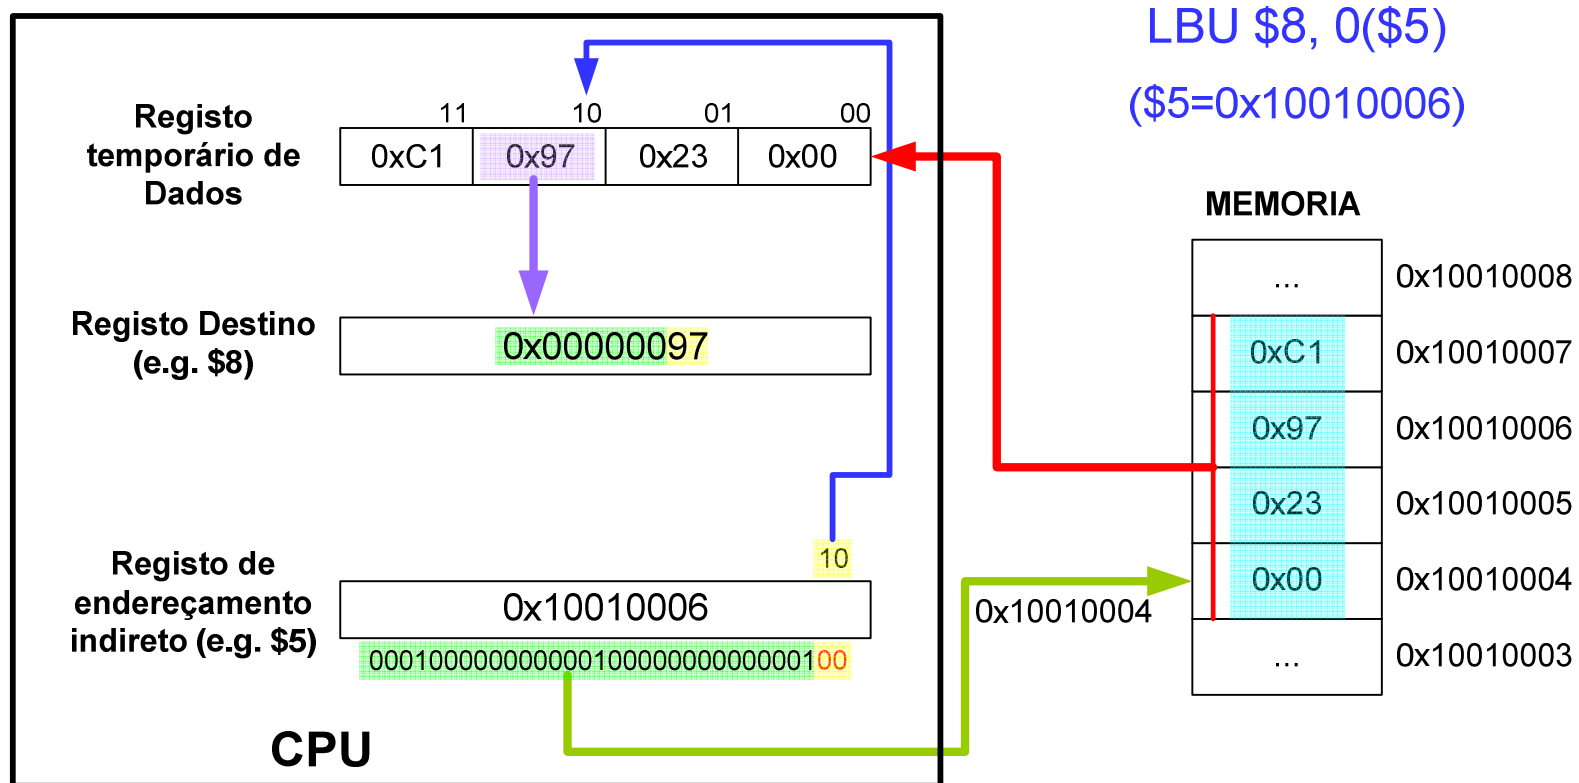 LBU $8, 0($5)
($5=0x10010006)
Registo
temporário de
Dados
11 10 01 00
0xC1 0x97 0x23 0x00
Registo Destino
(e.g. $8)
0x00000097
10
Registo de
endereçamento
indireto (e.g. $5)
0x10010006
00010000000000010000000000000100
CPU
0x10010004
MEMORIA
... 0x10010008
0xC1 0x10010007
0x97 0x10010006
0x23 0x10010005
0x00 0x10010004
... 0x10010003